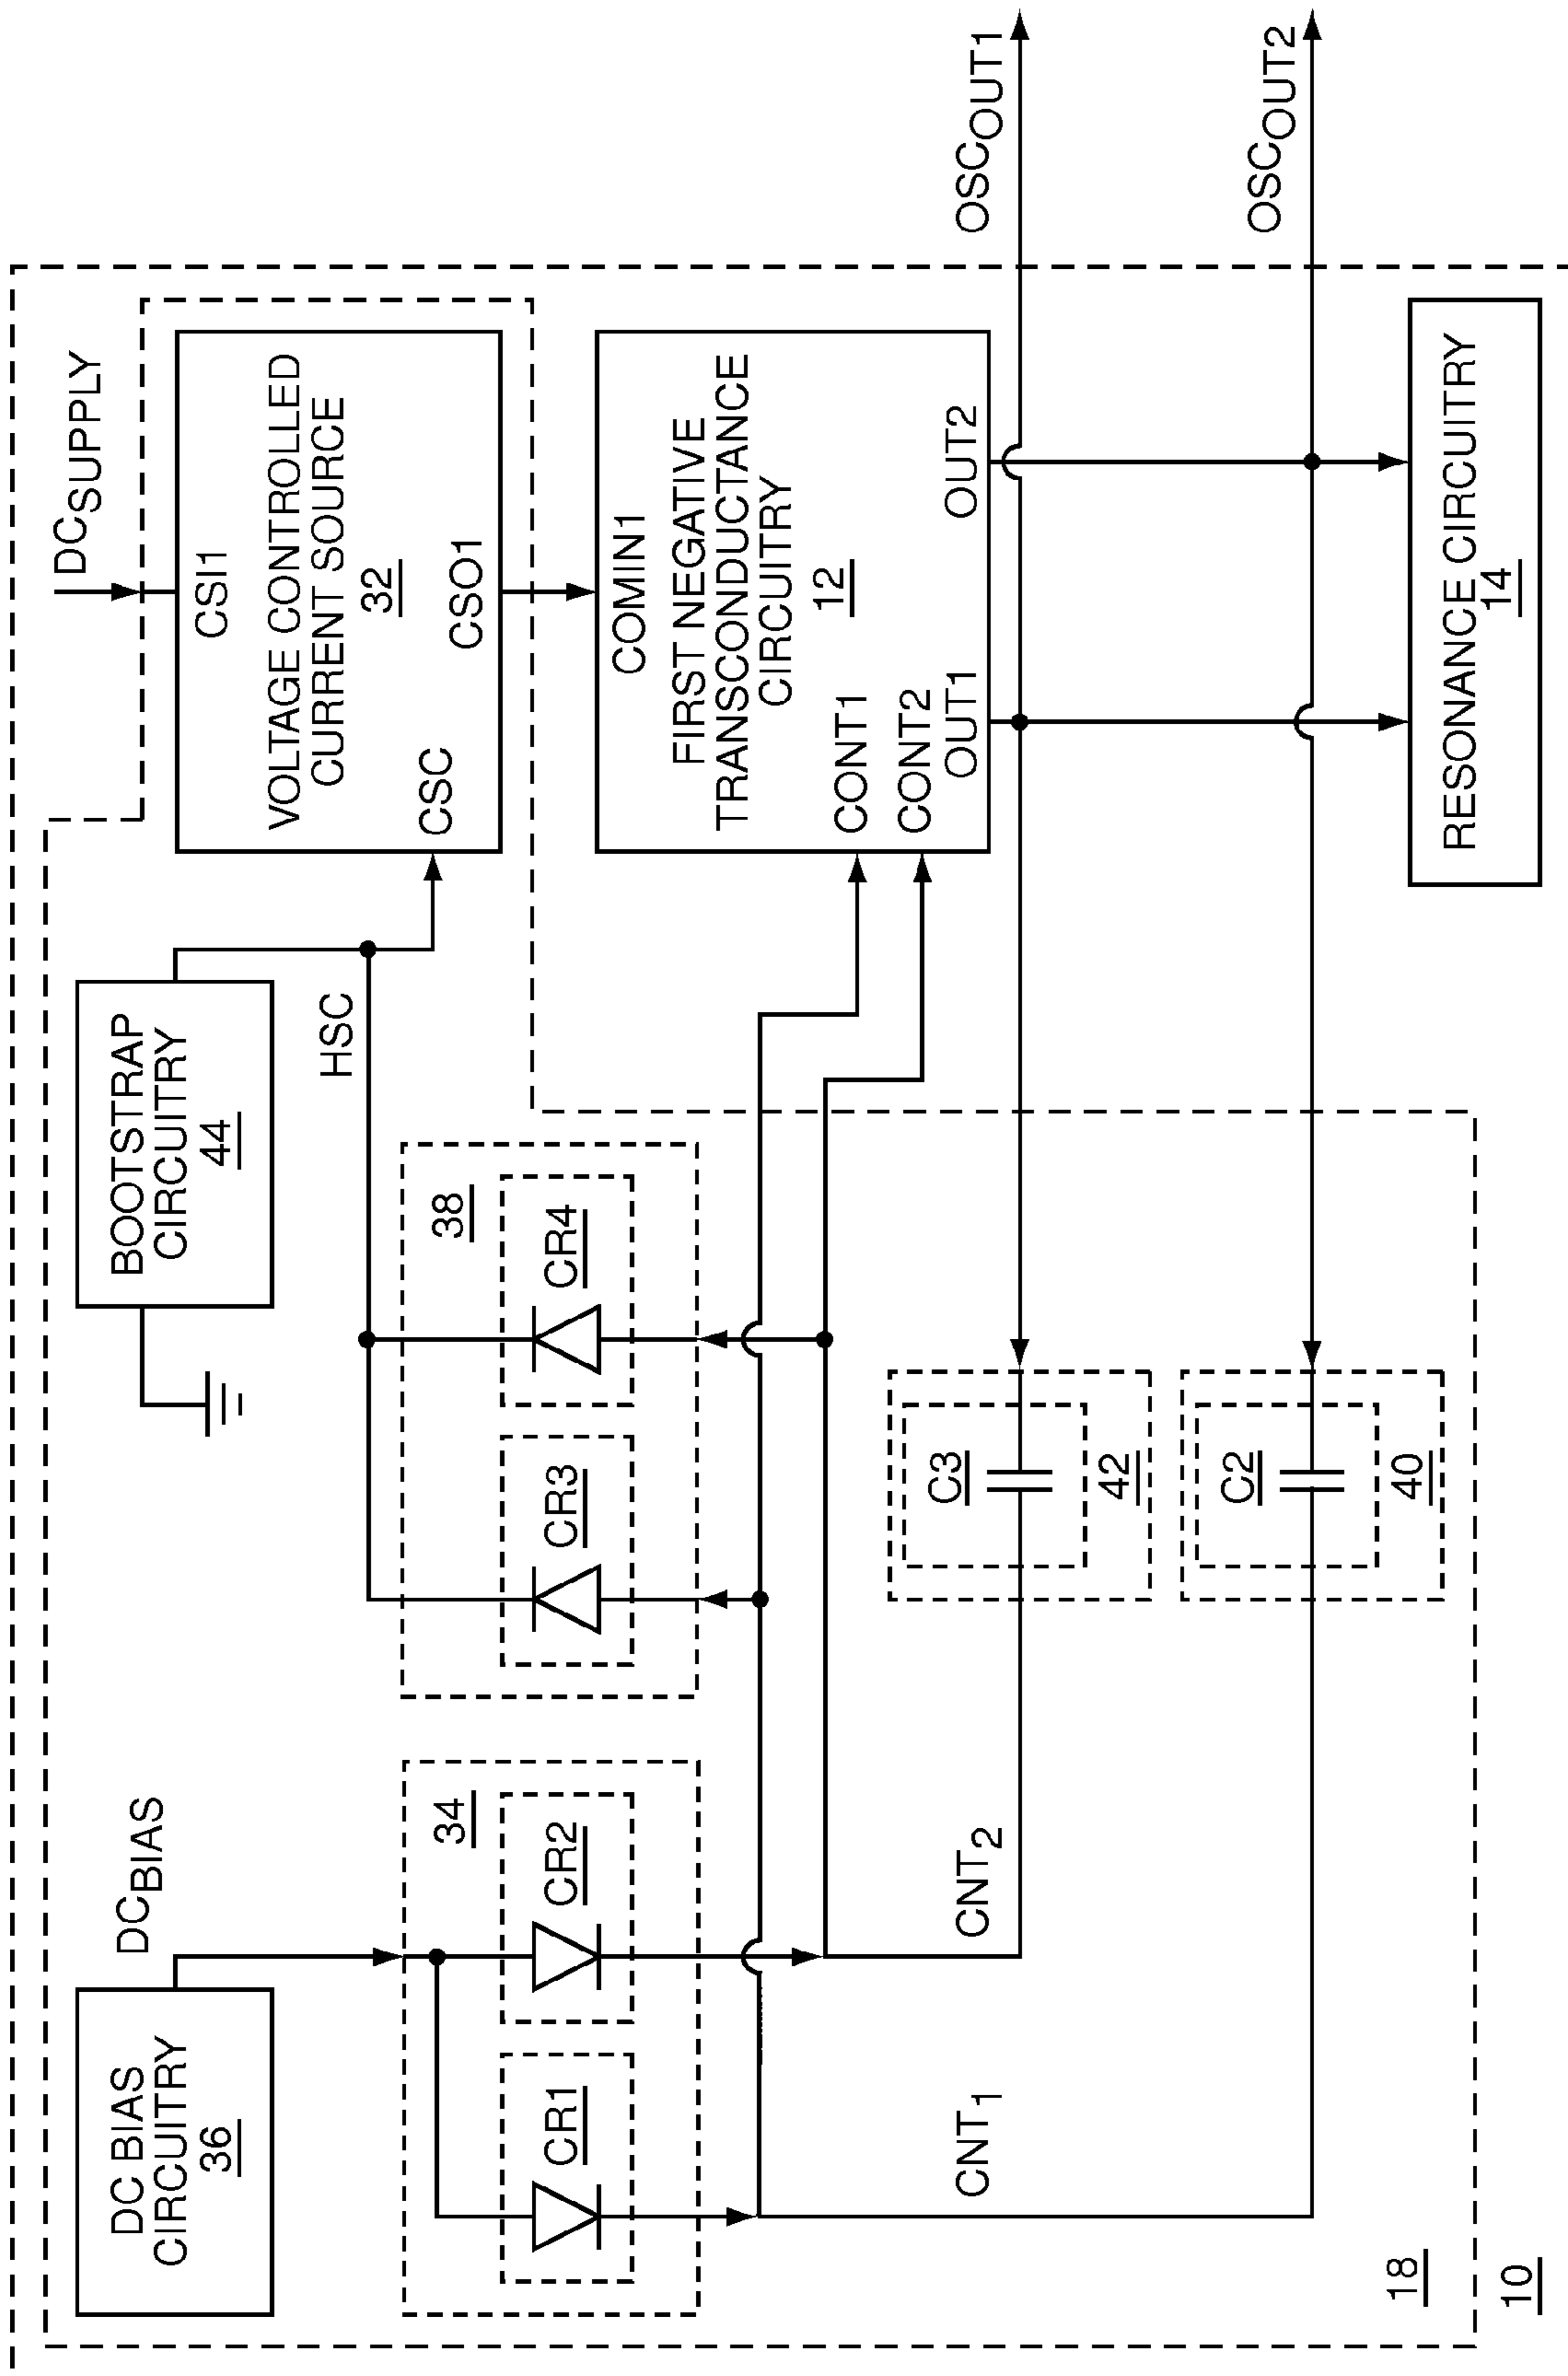 DC BIAS
CIRCUITRY
36
DCBIAS
BOOTSTRAP
CIRCUITRY
44
HSC
DCSUPPLY
CSI1
VOLTAGE CONTROLLED
CURRENT SOURCE
32
CSC
CSO1
34
CR1
CR2
38
CR3
CR4
COMIN1
FIRST NEGATIVE
TRANSCONDUCTANCE
CIRCUITRY
12
CONT1
CONT2
OUT1
OUT2
CNT1
CNT2
C3
42
C2
40
OSCOUT1
OSCOUT2
RESONANCE CIRCUITRY
14
18
10